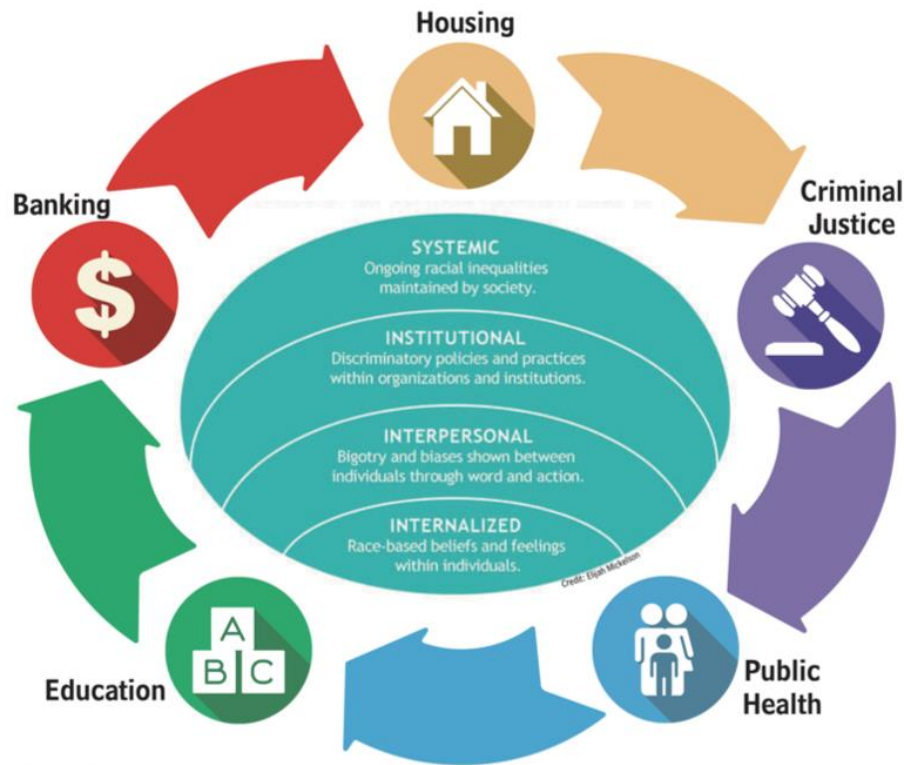 Housing
Banking
$
Criminal
Justice
SYSTEMIC
Ongoing racial inequalities
maintained by society.
INSTITUTIONAL
Discriminatory policies and practices
within organizations and institutions.
INTERPERSONAL
Bigotry and biases shown between
individuals through word and action.
INTERNALIZED
Race-based beliefs and feelings
within individuals.
Credit: Elijah Mickelson
A
B C
Education
Public
Health